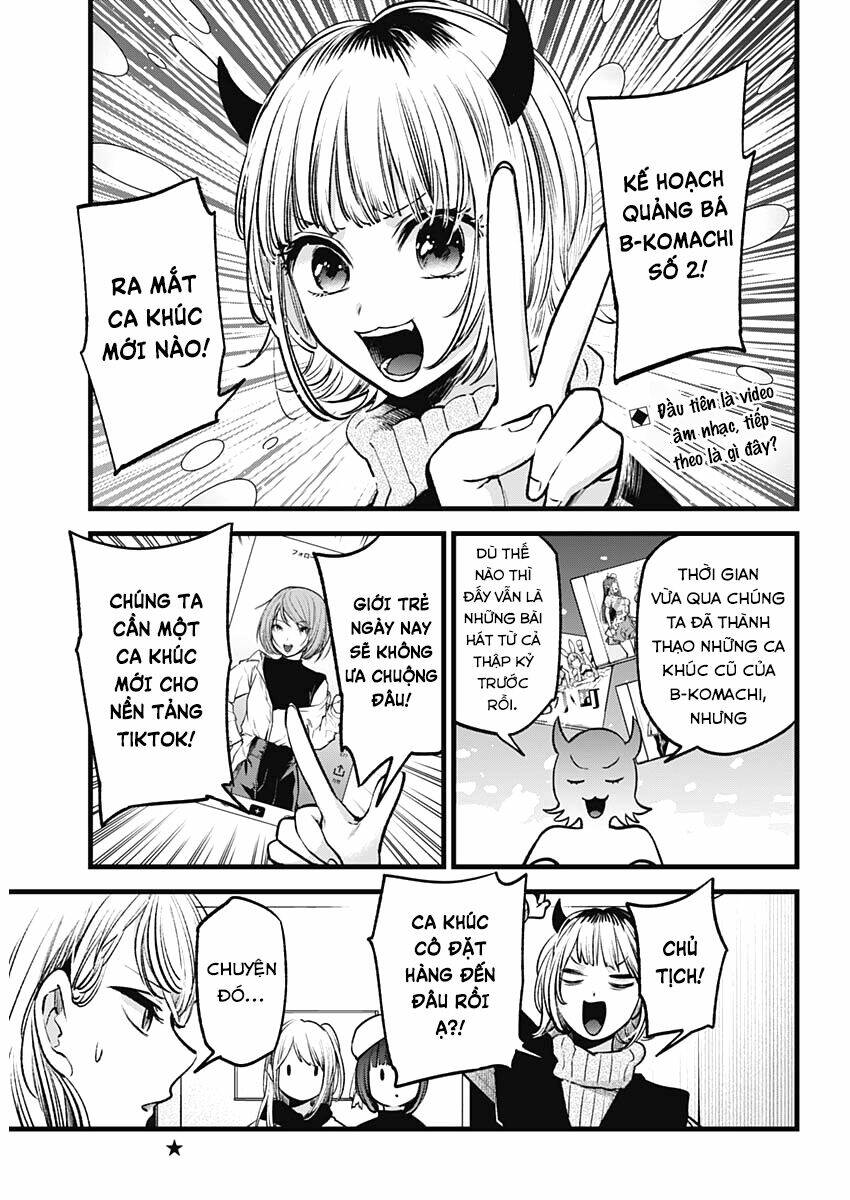 KẾ HOẠCH
QUẢNG BÁ
B-KOMACHI
SỐ 2!
RA MẮT
CA KHÚC
MỚI NÀO!
Đầu tiên là video
âm nhạc, tiếp
theo là gì đây?
THỜI GIAN
VỪA QUA CHÚNG
TA ĐÃ THÀNH
THẠO NHỮNG CA
KHÚC CŨ CỦA
B-KOMACHI,
NHƯNG
DÙ THẾ
NÀO THÌ
ĐẤY VẪN LÀ
NHỮNG BÀI
HÁT TỪ CẢ
THẬP KỶ
TRƯỚC
RỒI.
フォロー
GIỚI TRẺ
NGÀY NAY
SẼ KHÔNG
ƯA CHUỘNG
ĐÂU!
CHÚNG TA
CẦN MỘT
CA KHÚC
MỚI CHO
NỀN TẢNG
TIKTOK!
CHỦ
TỊCH!
CA KHÚC
CÔ ĐẶT
HÀNG ĐẾN
ĐÂU RỒI
Ạ?!
CHUYỆN
ĐÓ...